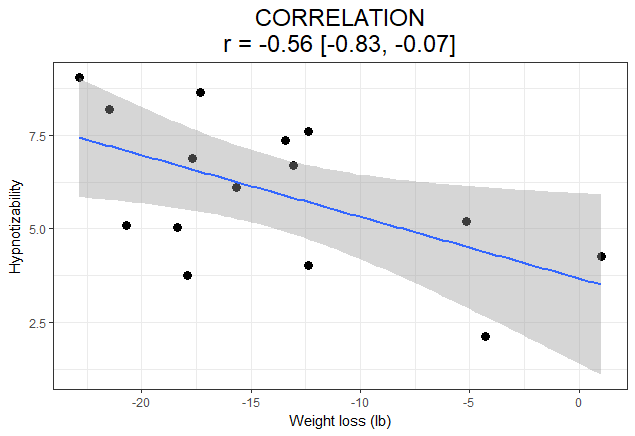 CORRELATION
r = -0.56 [-0.83, -0.07]
Hypnotizability
7.5
5.0
2.5
-20
-15
-10
-5
0
Weight loss (lb)